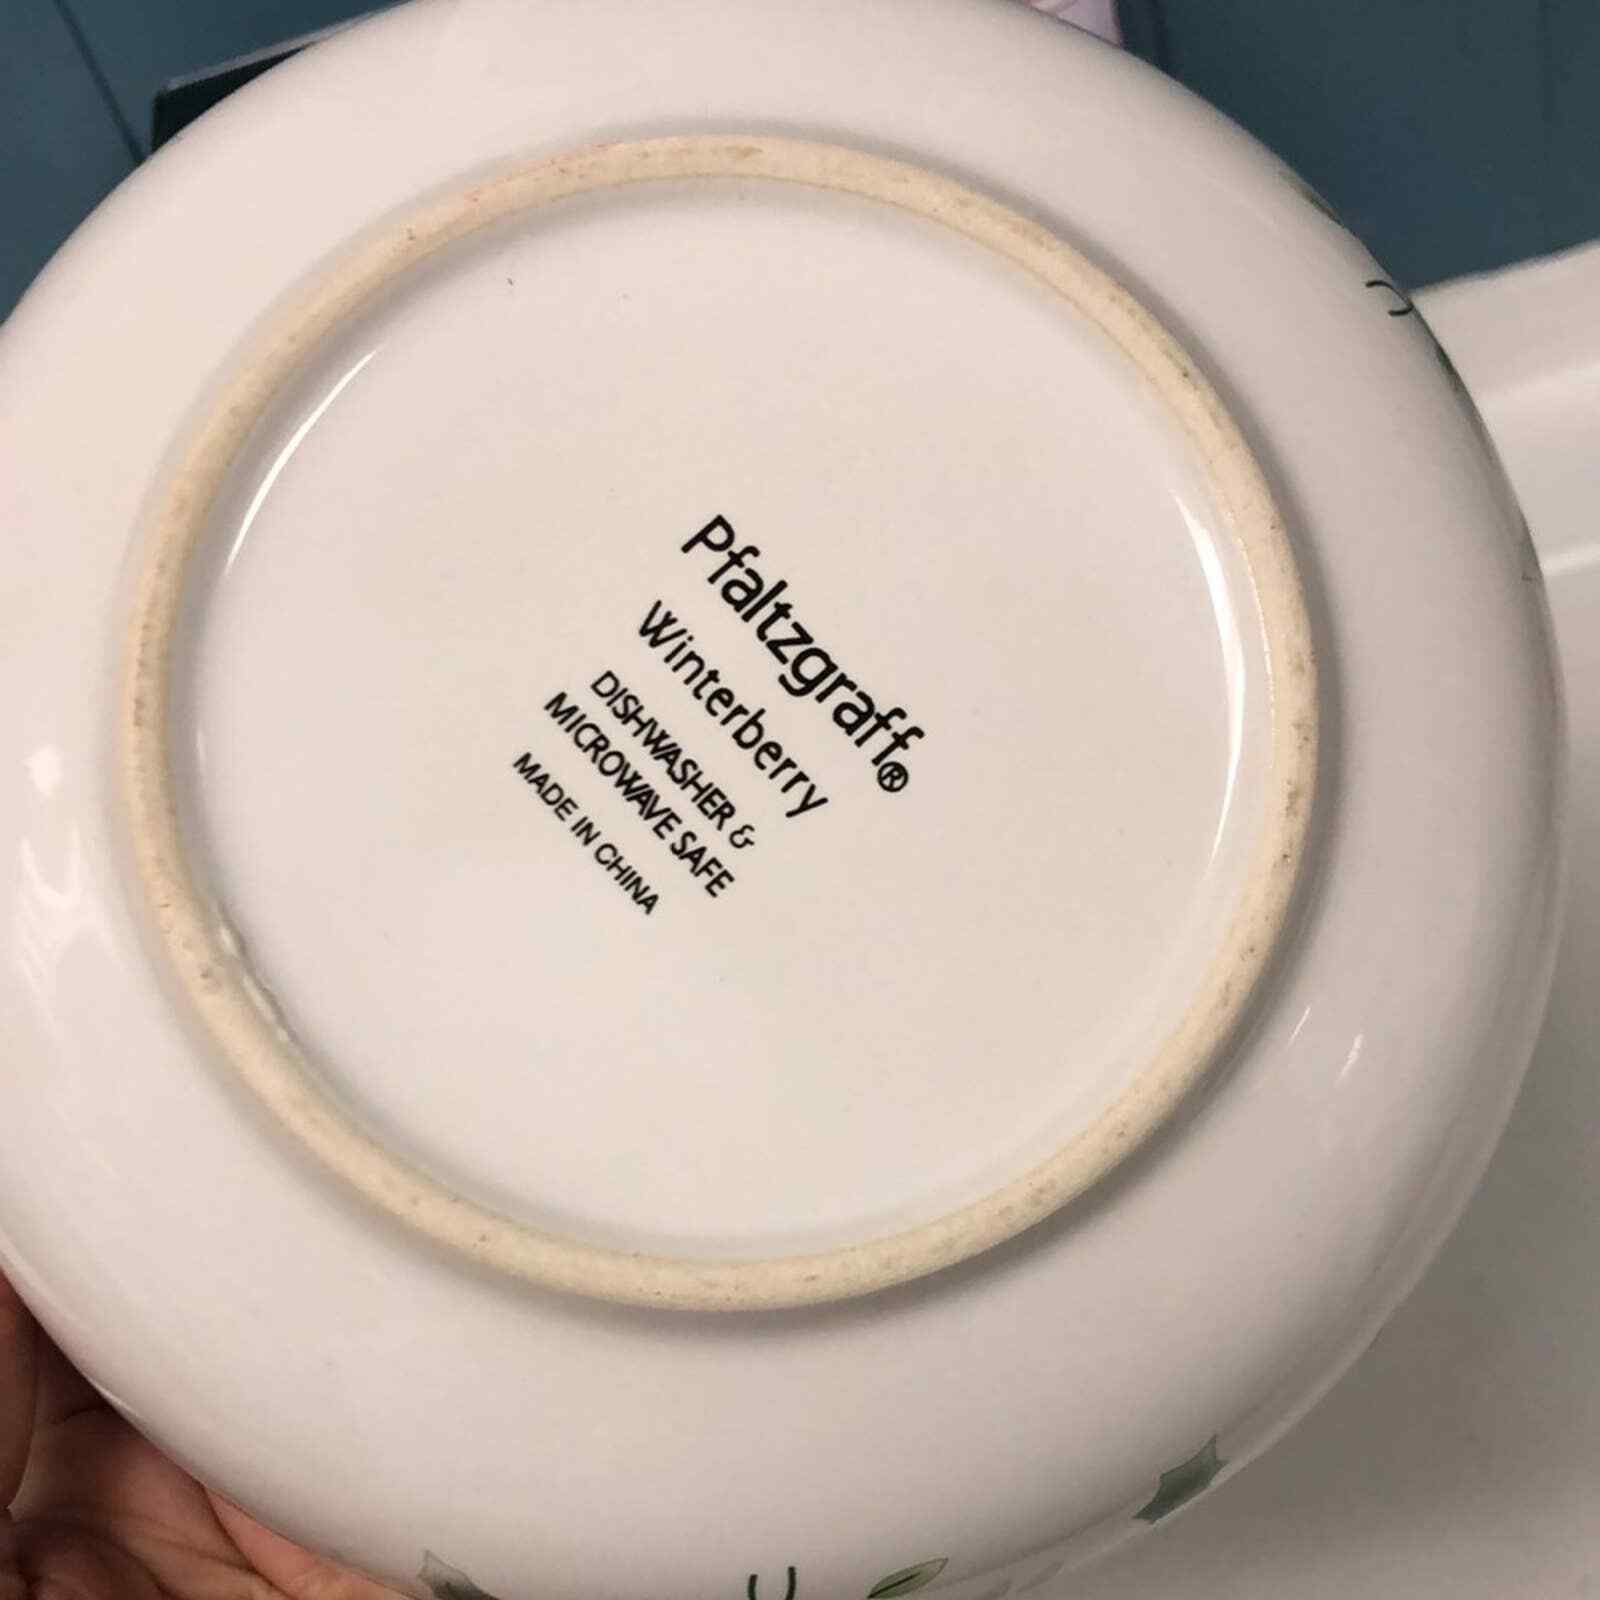 Pfaltzgraff®
Winterberry
DISHWASHER &
MICROWAVE SAFE
MADE IN CHINA